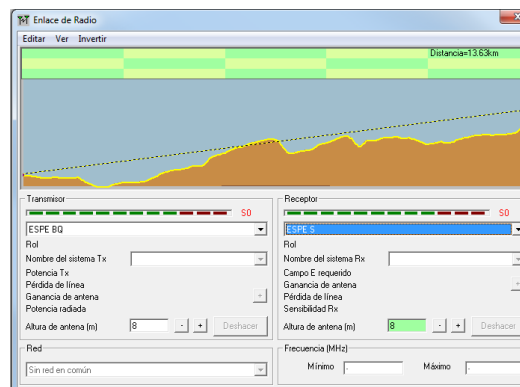 Enlace de Radio
Editar Ver Invertir
Distancia=13.63km
Transmisor
S0
ESPE BQ
Rol
Nombre del sistema Tx
Potencia Tx
Pérdida de línea
Ganancia de antena
+
Potencia radiada
Altura de antena (m) 8 - + Deshacer
Receptor
S0
ESPE S
Rol
Nombre del sistema Rx
Campo E requerido
Ganancia de antena
+
Pérdida de línea
Sensibilidad Rx
Altura de antena (m) 8 - + Deshacer
Red
Sin red en común
Frecuencia (MHz)
Mínimo - Máximo -